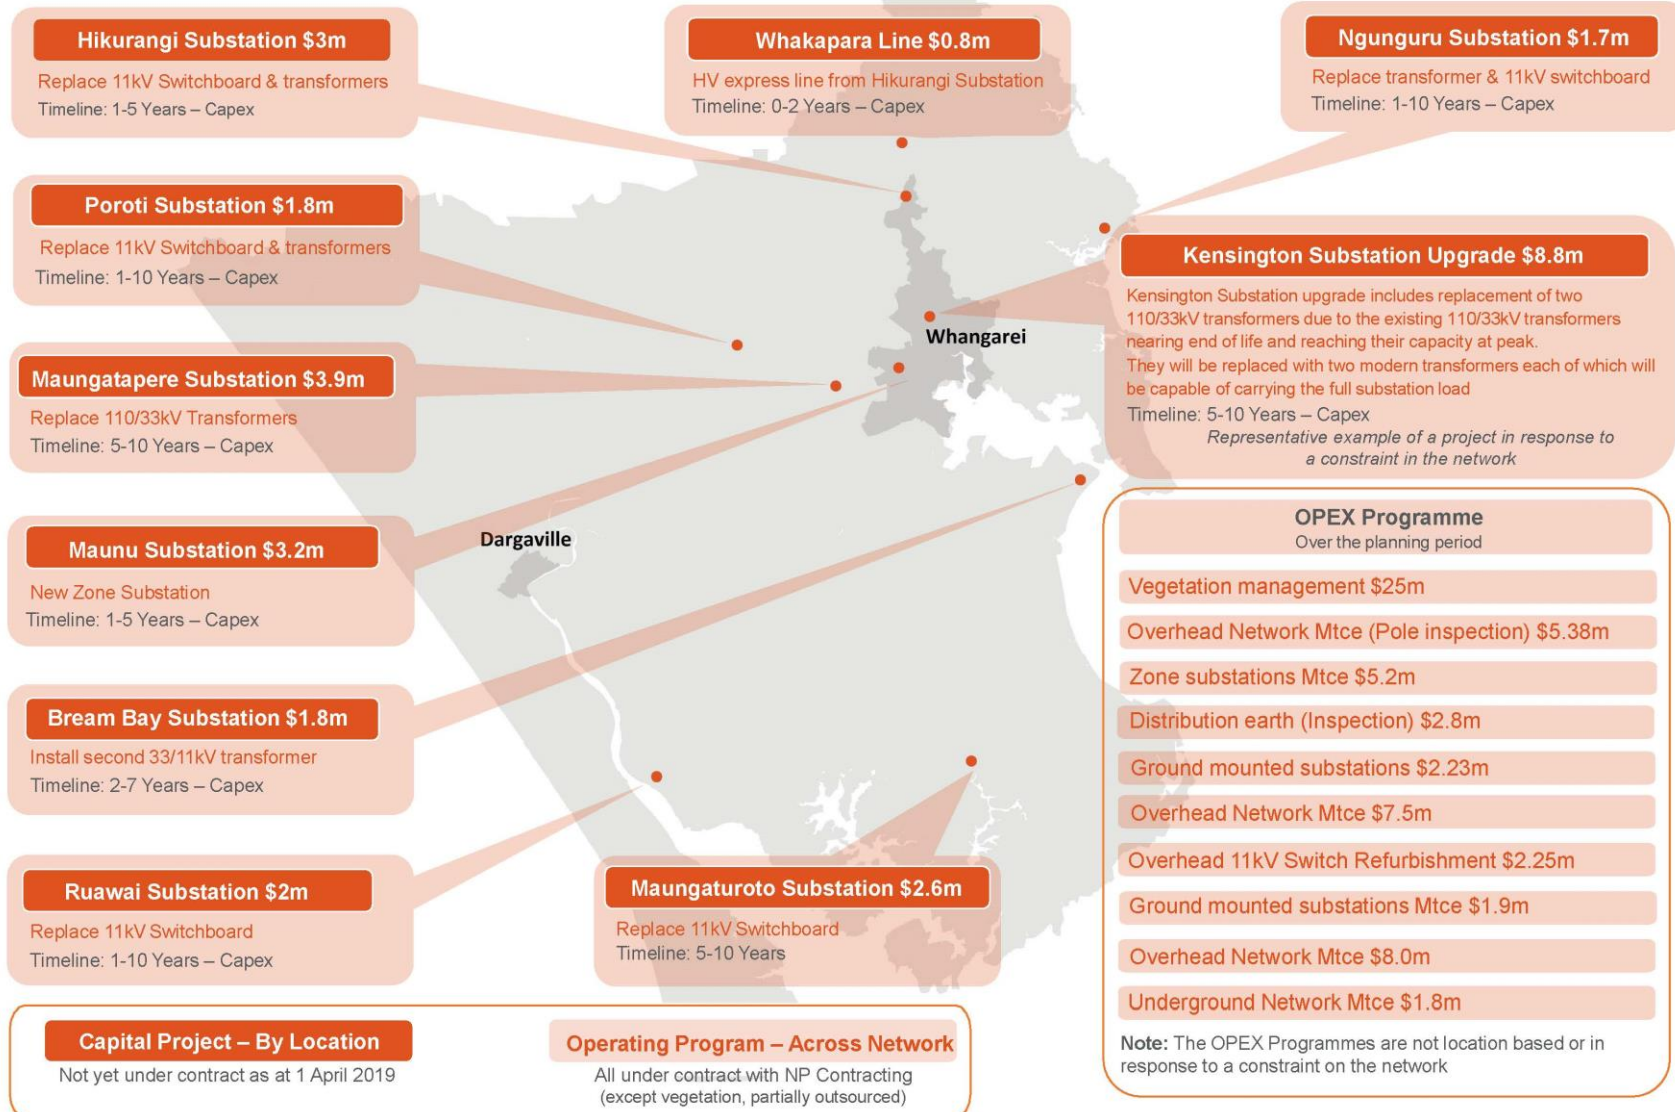 Hikurangi Substation $3m
Replace 11kV Switchboard & transformers
Timeline: 1-5 Years – Capex
Whakapara Line $0.8m
HV express line from Hikurangi Substation
Timeline: 0-2 Years – Capex
Ngunguru Substation $1.7m
Replace transformer & 11kV switchboard
Timeline: 1-10 Years – Capex
Poroti Substation $1.8m
Replace 11kV Switchboard & transformers
Timeline: 1-10 Years – Capex
Kensington Substation Upgrade $8.8m
Kensington Substation upgrade includes replacement of two
110/33kV transformers due to the existing 110/33kV transformers
nearing end of life and reaching their capacity at peak.
They will be replaced with two modern transformers each of which will
be capable of carrying the full substation load
Timeline: 5-10 Years – Capex
Representative example of a project in response to
a constraint in the network
Whangarei
Maungatapere Substation $3.9m
Replace 110/33kV Transformers
Timeline: 5-10 Years – Capex
Dargaville
Maunu Substation $3.2m
New Zone Substation
Timeline: 1-5 Years – Capex
Bream Bay Substation $1.8m
Install second 33/11kV transformer
Timeline: 2-7 Years – Capex
Ruawai Substation $2m
Replace 11kV Switchboard
Timeline: 1-10 Years – Capex
Maungaturoto Substation $2.6m
Replace 11kV Switchboard
Timeline: 5-10 Years
OPEX Programme
Over the planning period
Vegetation management $25m
Overhead Network Mtce (Pole inspection) $5.38m
Zone substations Mtce $5.2m
Distribution earth (Inspection) $2.8m
Ground mounted substations $2.23m
Overhead Network Mtce $7.5m
Overhead 11kV Switch Refurbishment $2.25m
Ground mounted substations Mtce $1.9m
Overhead Network Mtce $8.0m
Underground Network Mtce $1.8m
Note: The OPEX Programmes are not location based or in
response to a constraint on the network
Capital Project – By Location
Not yet under contract as at 1 April 2019
Operating Program – Across Network
All under contract with NP Contracting
(except vegetation, partially outsourced)